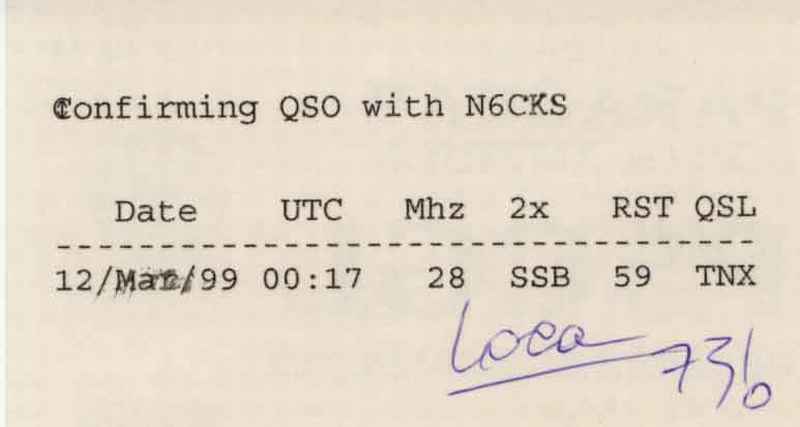 Confirming QSO with N6CKS
Date UTC Mhz 2x RST QSL
---------------------------------
12/Mar/99 00:17 28 SSB 59 TNX
73!